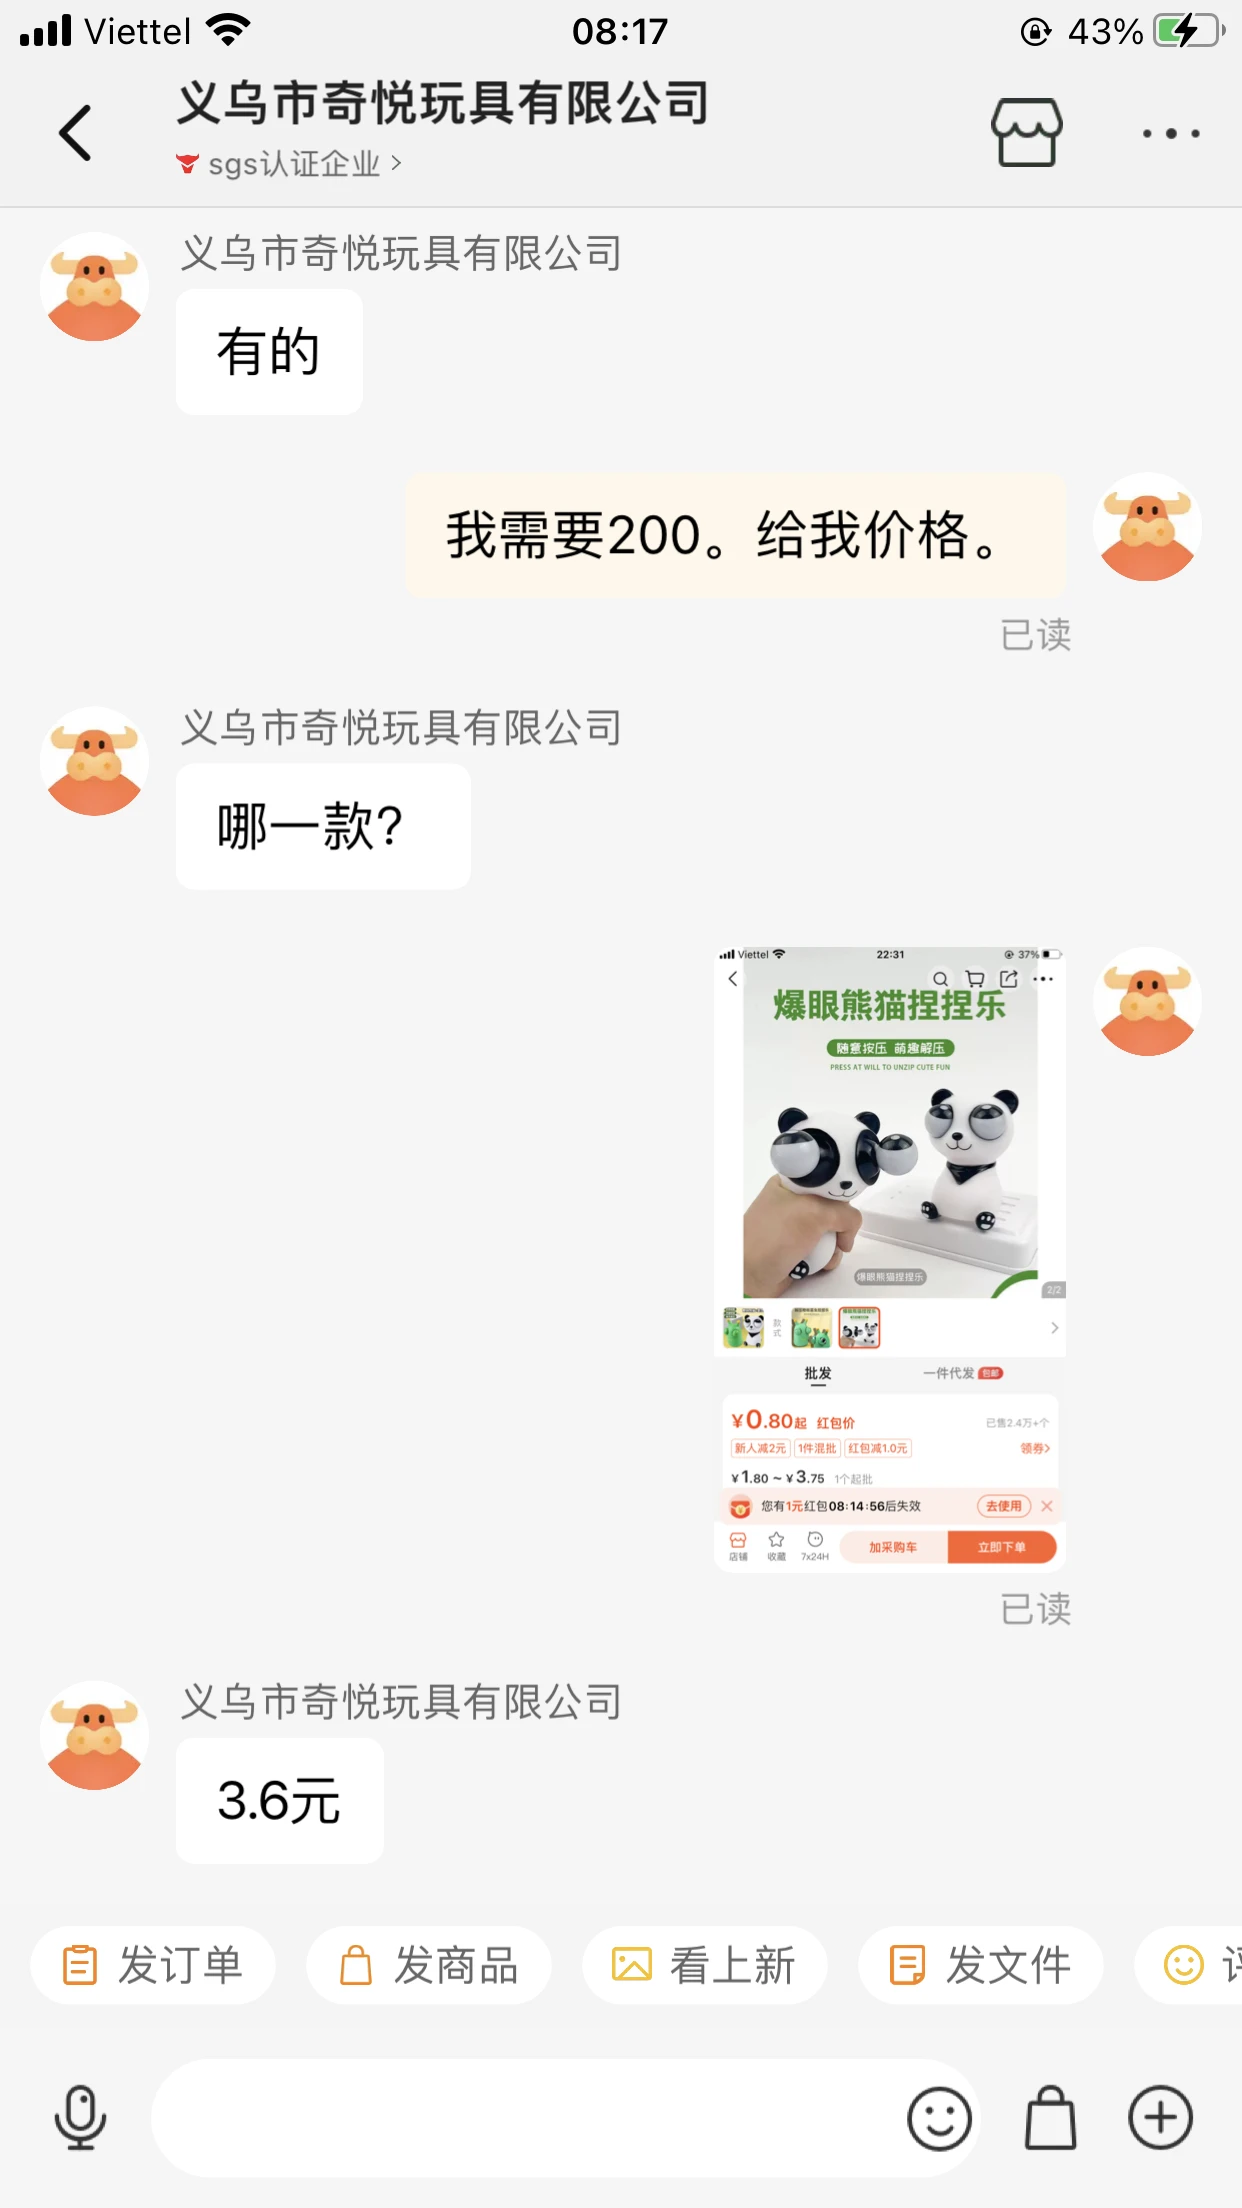 Viettel
08:17
43%
义乌市奇悦玩具有限公司
sgs认证企业
义乌市奇悦玩具有限公司
有的
我需要200。给我价格。
已读
义乌市奇悦玩具有限公司
哪一款?
Viettel
22:31
37%
爆眼熊猫捏捏乐
随意按压 萌趣解压
PRESS AT WILL TO UNZIP CUTE FUN
爆眼熊猫捏捏乐
2/2
款式
批发
一件代发 包邮
¥0.80起 红包价
已售2.4万+个
新人减2元 1件混批 红包减1.0元
领券
¥1.80~¥3.75 1个起批
您有1元红包08:14:56后失效
去使用
店铺
收藏
7x24H
加采购车
立即下单
已读
义乌市奇悦玩具有限公司
3.6元
发订单
发商品
看上新
发文件